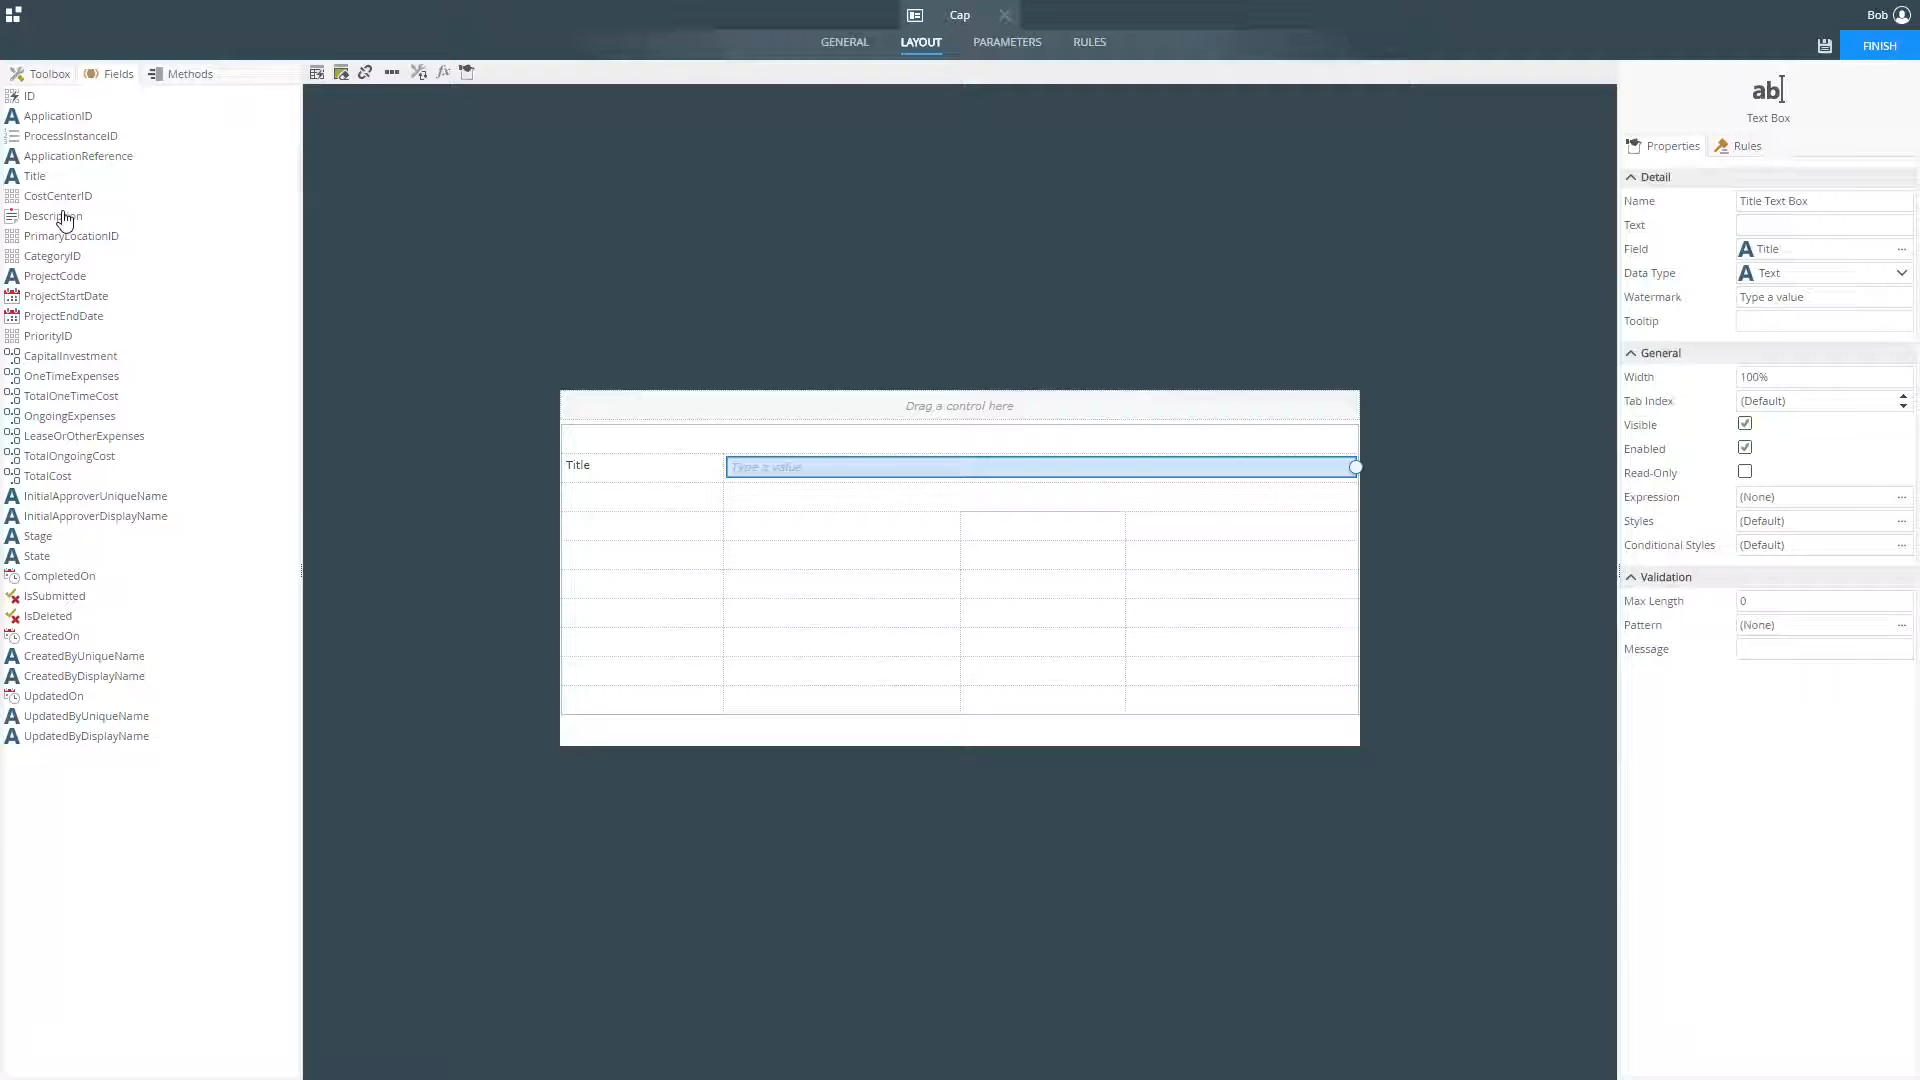 Cap
Bob
GENERAL
LAYOUT
PARAMETERS
RULES
FINISH
Toolbox
Fields
Methods
ID
ApplicationID
ProcessInstanceID
ApplicationReference
Title
CostCenterID
Description
PrimaryLocationID
CategoryID
ProjectCode
ProjectStartDate
ProjectEndDate
PriorityID
CapitalInvestment
OneTimeExpenses
TotalOneTimeCost
OngoingExpenses
LeaseOrOtherExpenses
TotalOngoingCost
TotalCost
InitialApproverUniqueName
InitialApproverDisplayName
Stage
State
CompletedOn
IsSubmitted
IsDeleted
CreatedOn
CreatedByUniqueName
CreatedByDisplayName
UpdatedOn
UpdatedByUniqueName
UpdatedByDisplayName
Drag a control here
Title
Type a value
ab
Text Box
Properties
Rules
Detail
Name
Title Text Box
Text
Field
A Title
Data Type
A Text
Watermark
Type a value
Tooltip
General
Width
100%
Tab Index
(Default)
Visible
Enabled
Read-Only
Expression
(None)
Styles
(Default)
Conditional Styles
(Default)
Validation
Max Length
0
Pattern
(None)
Message